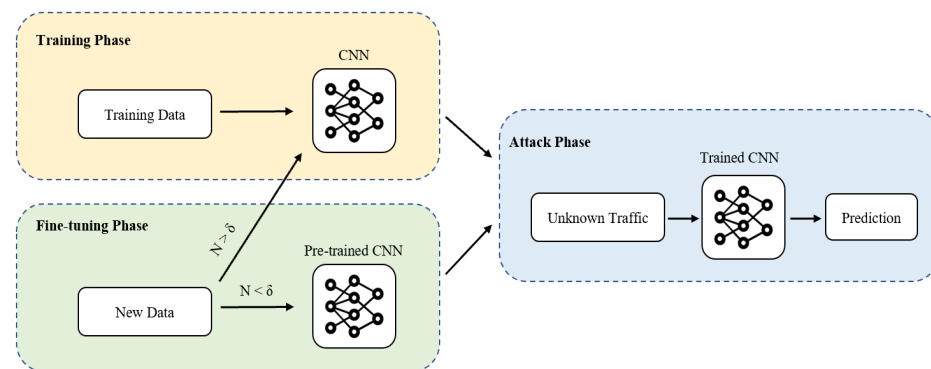 Training Phase
CNN
Training Data
Attack Phase
Trained CNN
Unknown Traffic
Prediction
Fine-tuning Phase
N > δ
Pre-trained CNN
N < δ
New Data